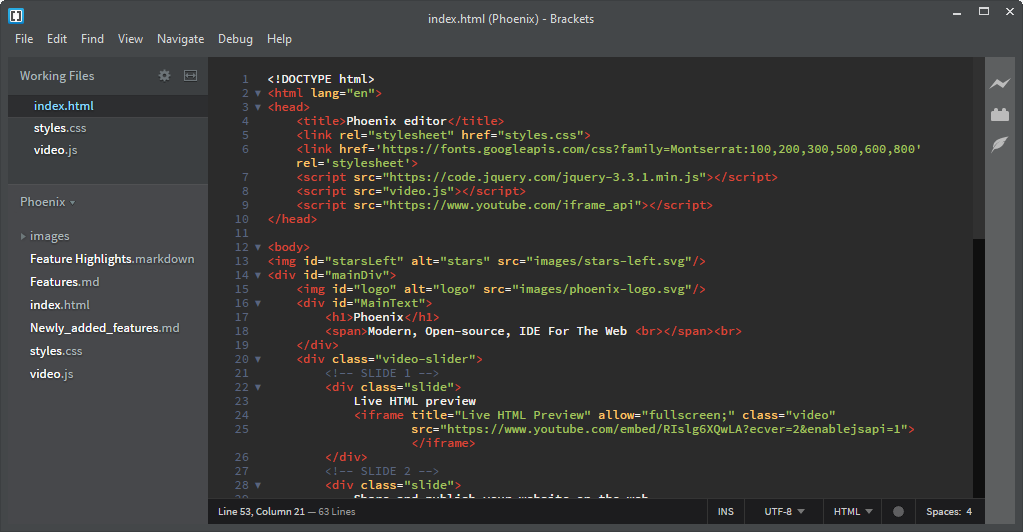 index.html (Phoenix) - Brackets
File Edit Find View Navigate Debug Help
Working Files
index.html
styles.css
video.js
Phoenix
images
Feature Highlights.markdown
Features.md
index.html
Newly_added_features.md
styles.css
video.js
1 <!DOCTYPE html>
2 <html lang="en">
3 <head>
4 <title>Phoenix editor</title>
5 <link rel="stylesheet" href="styles.css">
6 <link href='https://fonts.googleapis.com/css?family=Montserrat:100,200,300,500,600,800'
rel='stylesheet'>
7 <script src="https://code.jquery.com/jquery-3.3.1.min.js"></script>
8 <script src="video.js"></script>
9 <script src="https://www.youtube.com/iframe_api"></script>
10 </head>
11
12 <body>
13 <img id="starsLeft" alt="stars" src="images/stars-left.svg"/>
14 <div id="mainDiv">
15 <img id="logo" alt="logo" src="images/phoenix-logo.svg"/>
16 <div id="MainText">
17 <h1>Phoenix</h1>
18 <span>Modern, Open-source, IDE For The Web <br></span><br>
19 </div>
20 <div class="video-slider">
21 <!-- SLIDE 1 -->
22 <div class="slide">
23 Live HTML preview
24 <iframe title="Live HTML Preview" allow="fullscreen;" class="video"
25 src="https://www.youtube.com/embed/RIslg6XQwLA?ecver=2&enablejsapi=1">
</iframe>
26 </div>
27 <!-- SLIDE 2 -->
28 <div class="slide">
29 Share and publish your website on the web
Line 53, Column 21 — 63 Lines
INS UTF-8 HTML Spaces: 4